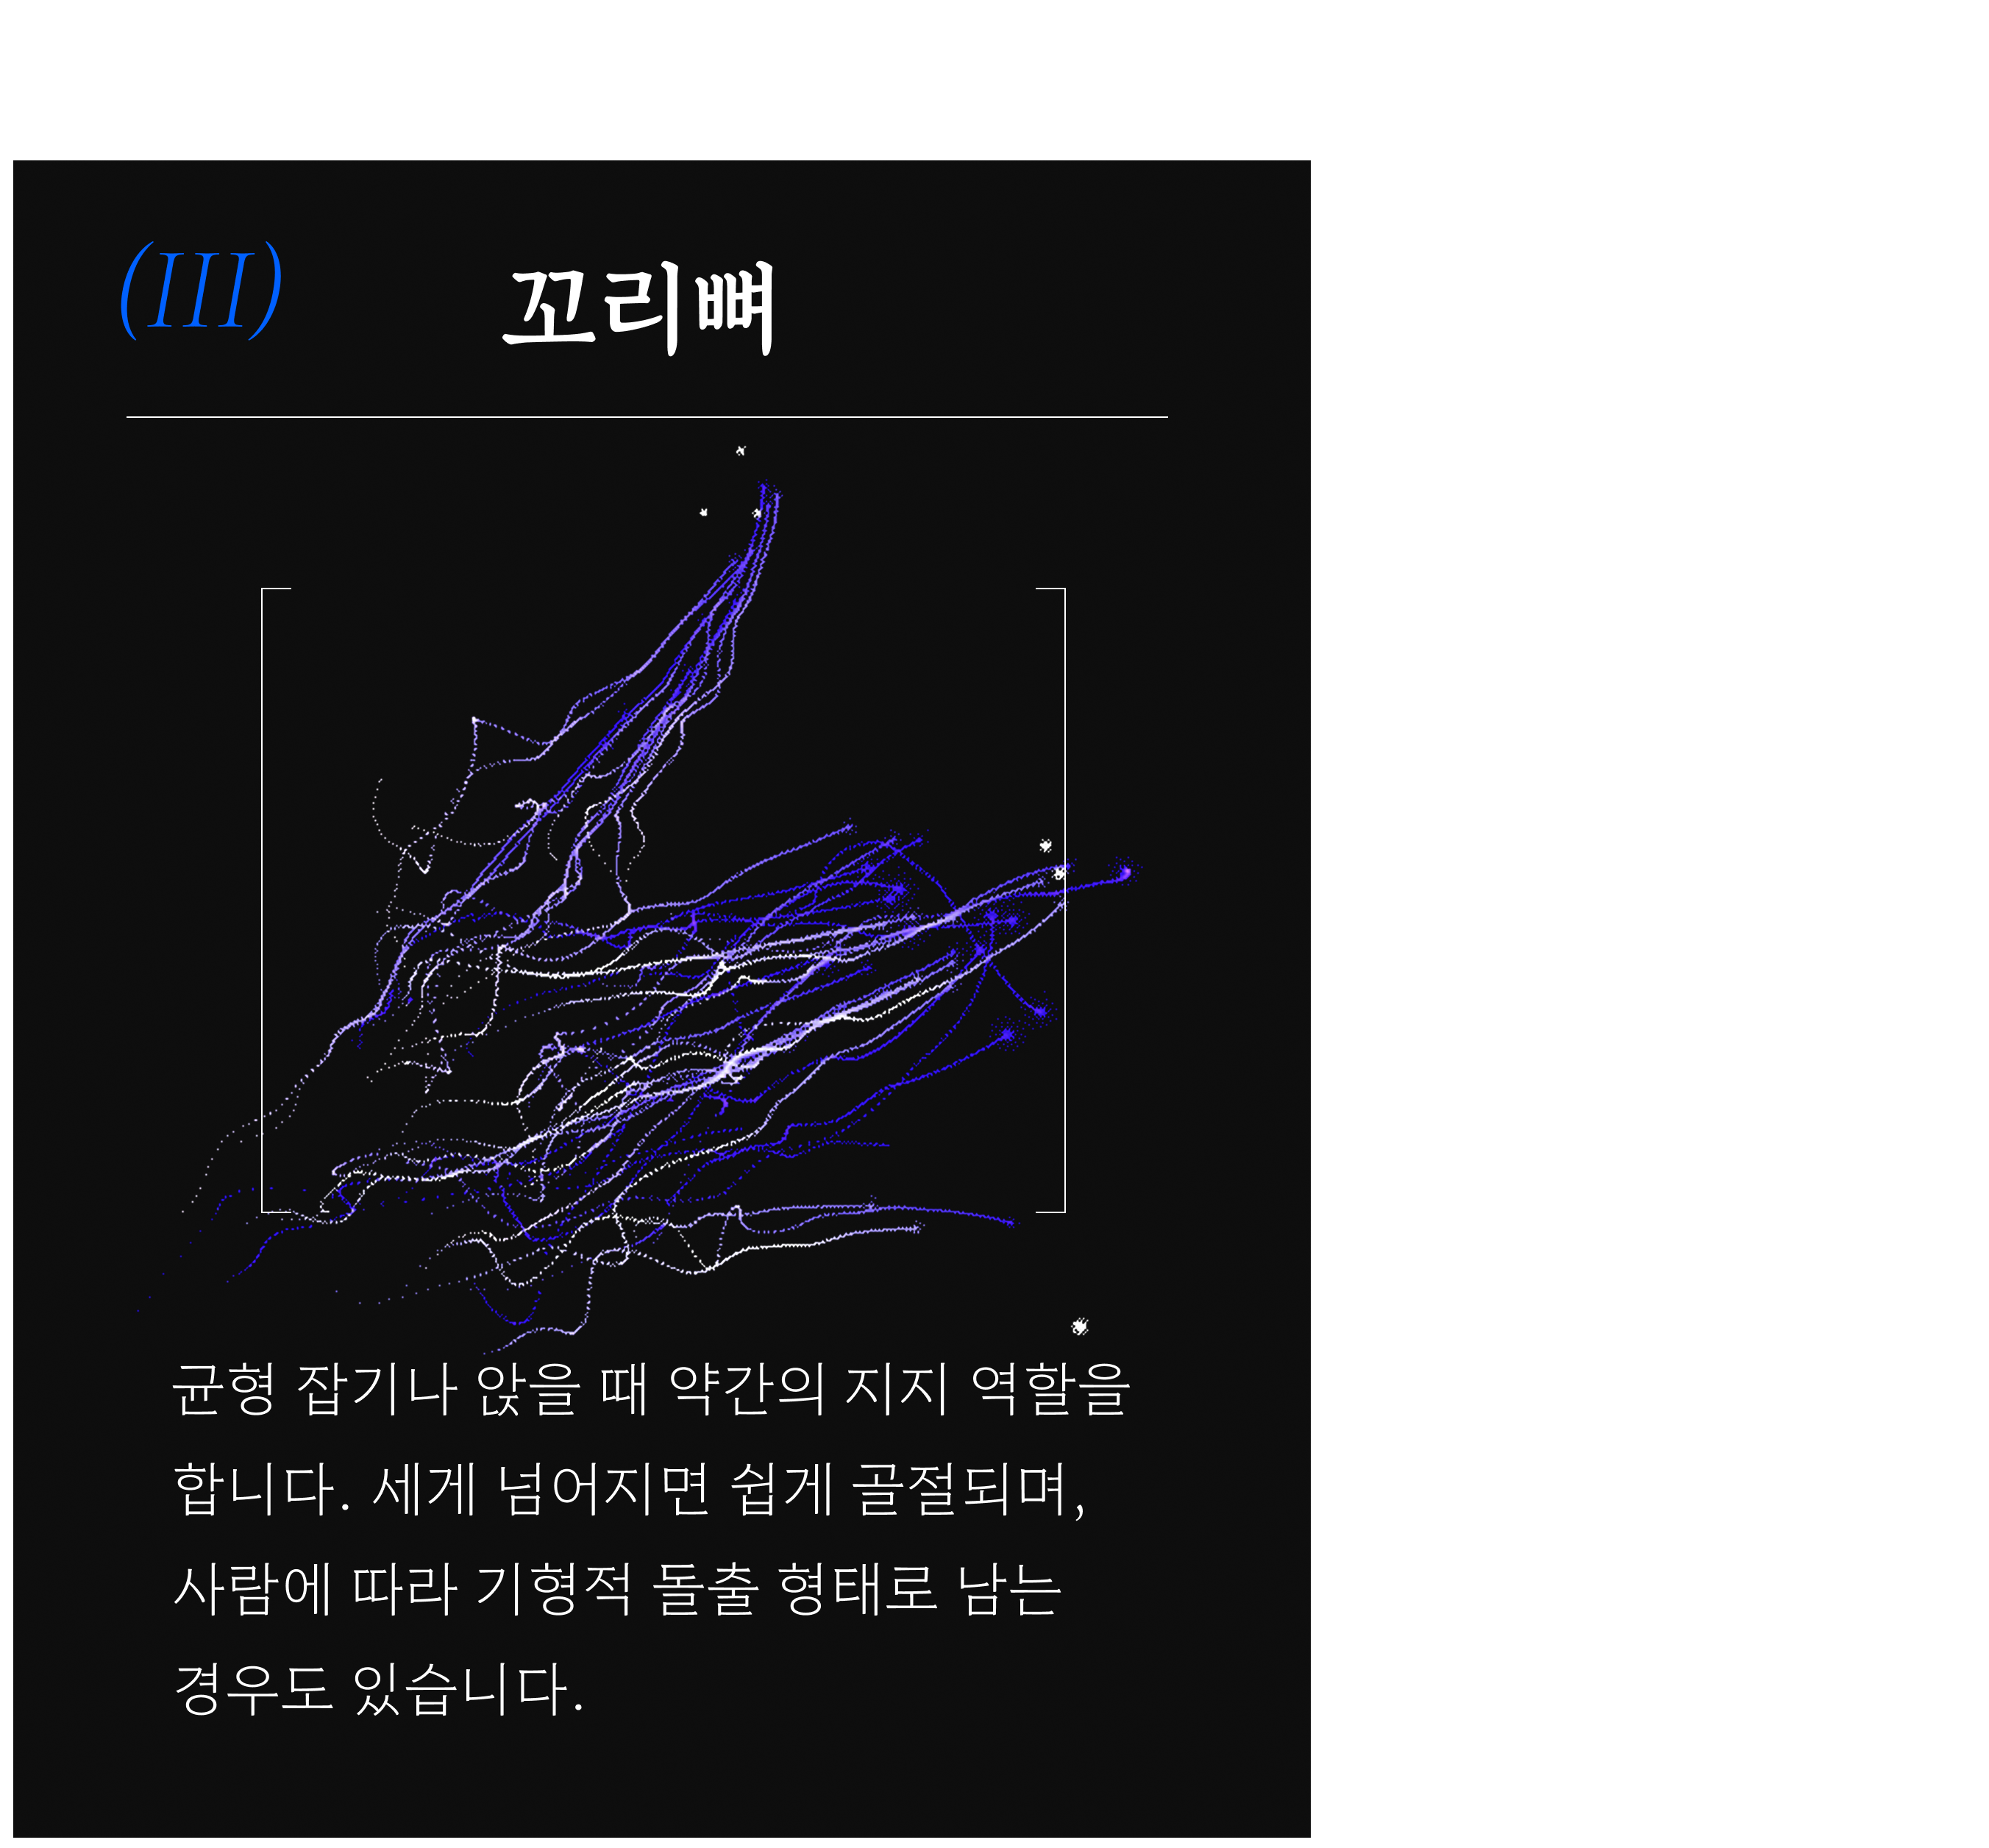 (III)
꼬리뼈
균형 잡기나 앉을 때 약간의 지지 역할을
합니다. 세게 넘어지면 쉽게 골절되며,
사람에 따라 기형적 돌출 형태로 남는
경우도 있습니다.